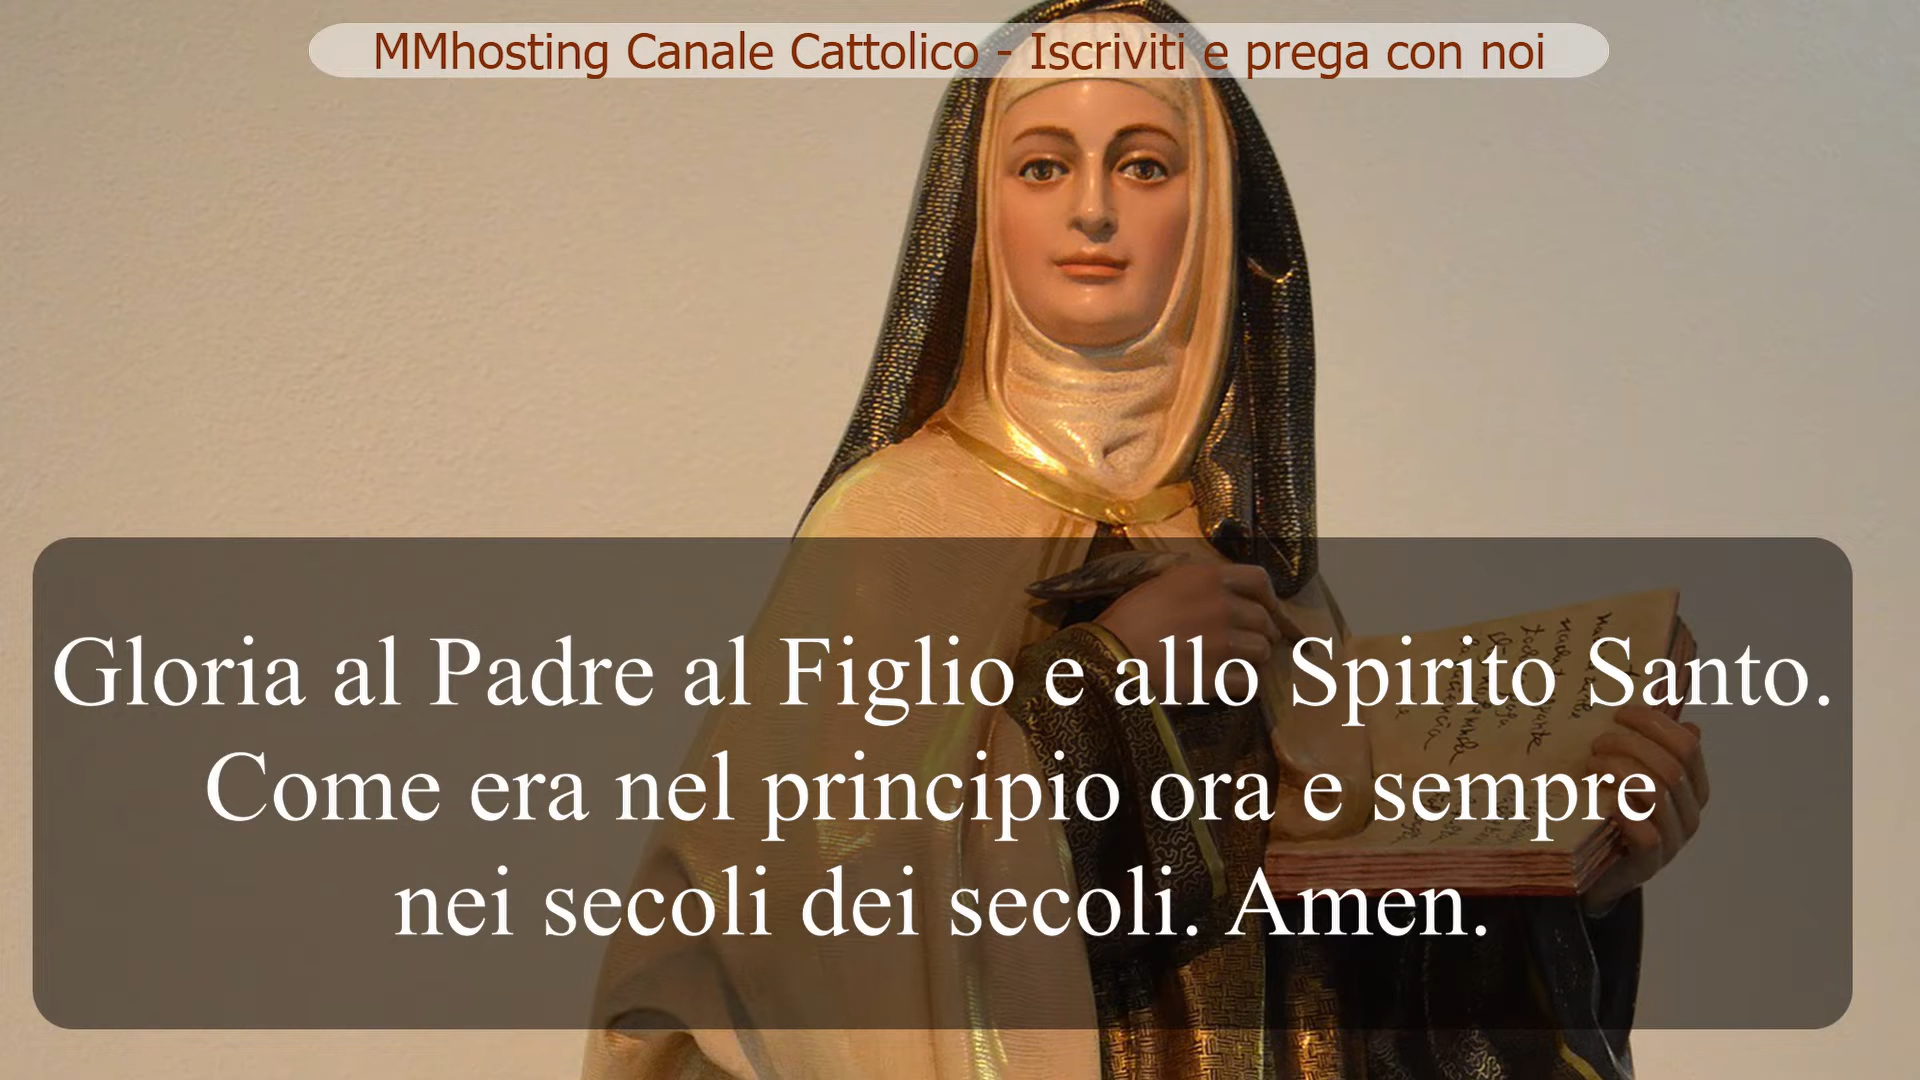 MMhosting Canale Cattolico - Iscriviti e prega con noi
Gloria al Padre al Figlio e allo Spirito Santo.
Come era nel principio ora e sempre
nei secoli dei secoli. Amen.